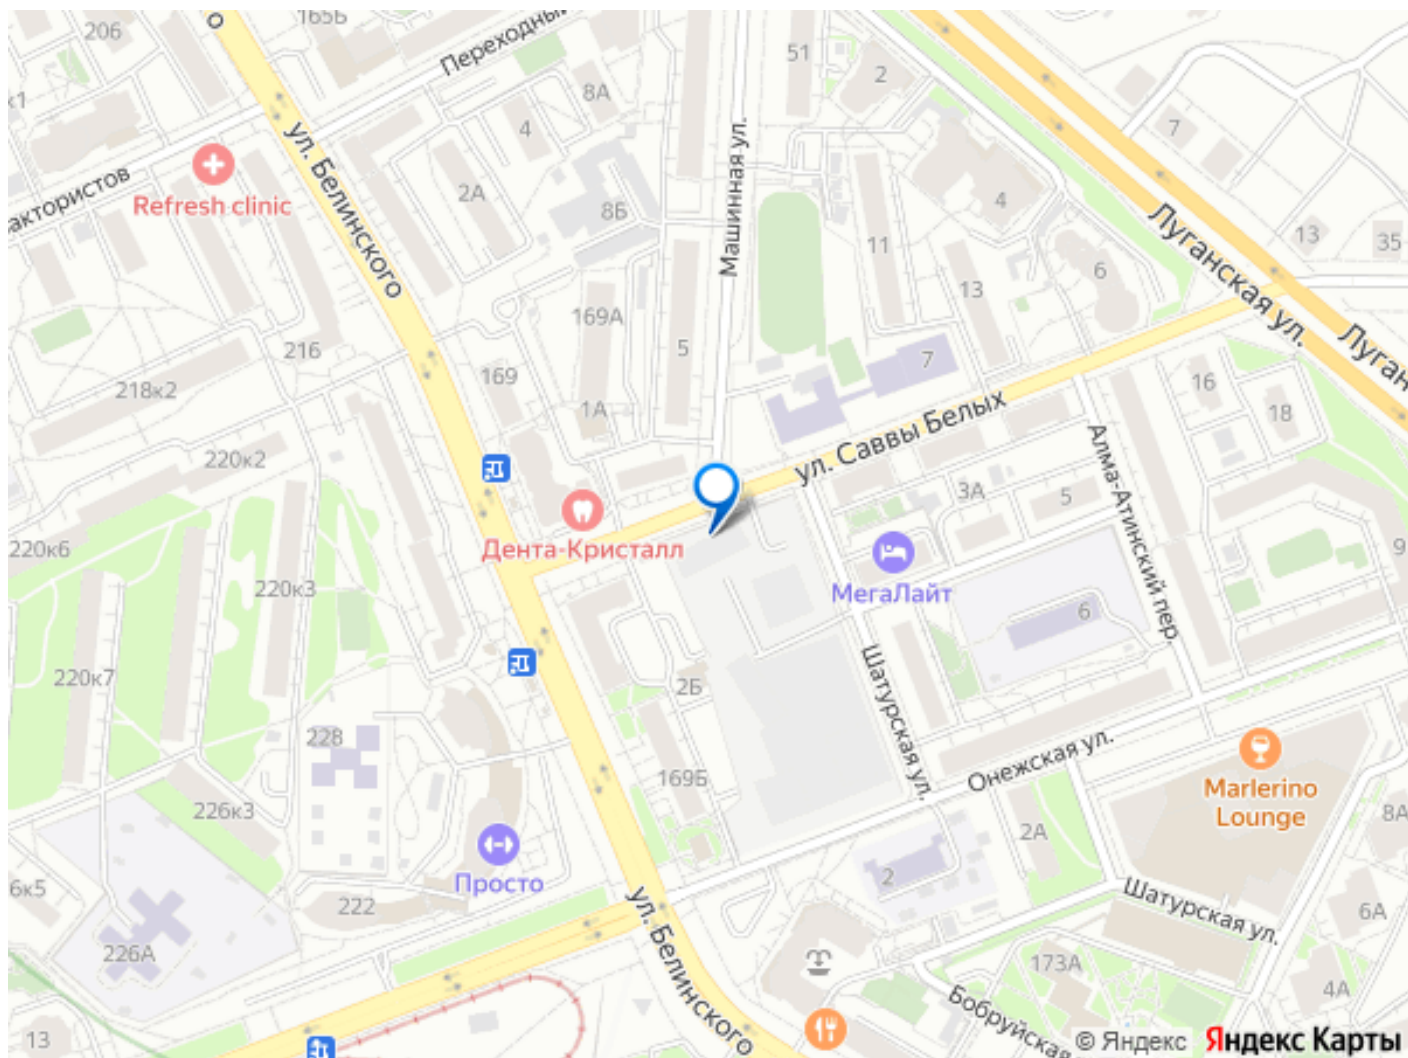 206
165Б
Переходный
51
2
8А
4
7
к1
ул. Белинского
Машинная ул.
актористов
Refresh clinic
2А
8Б
4
Луганская ул.
13
35
11
6
13
169А
5
7
Луган
216
169
218к2
1А
16
18
ул. Саввы Белых
Алма-Атинский пер.
220к2
3А
5
220к6
Дента-Кристалл
9
220к3
МегаЛайт
6
220к7
2Б
Шатурская ул.
228
169Б
Онежская ул.
Marlerino
Lounge
226к3
2А
8А
Просто
2
6к5
222
ул. Белинского
Шатурская ул.
6А
226А
173А
4А
Бобруйская
13
© Яндекс Яндекс Карты